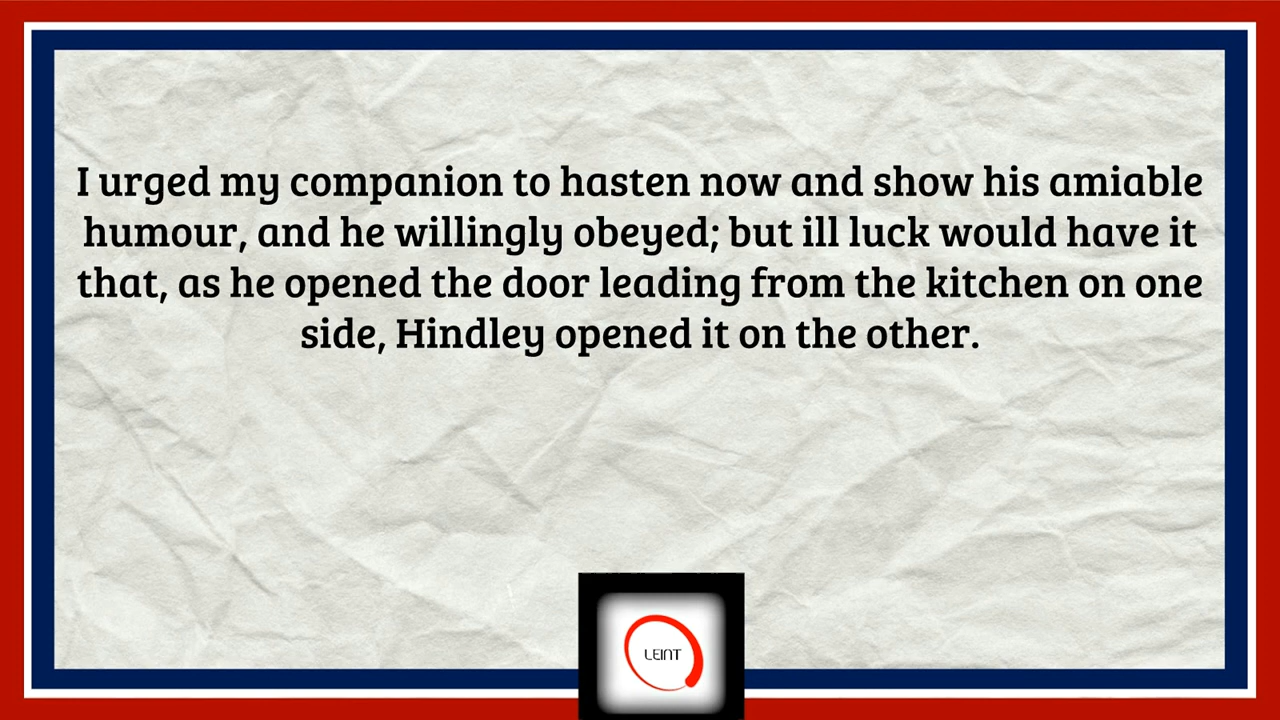 I urged my companion to hasten now and show his amiable
humour, and he willingly obeyed; but ill luck would have it
that, as he opened the door leading from the kitchen on one
side, Hindley opened it on the other.
LEINT